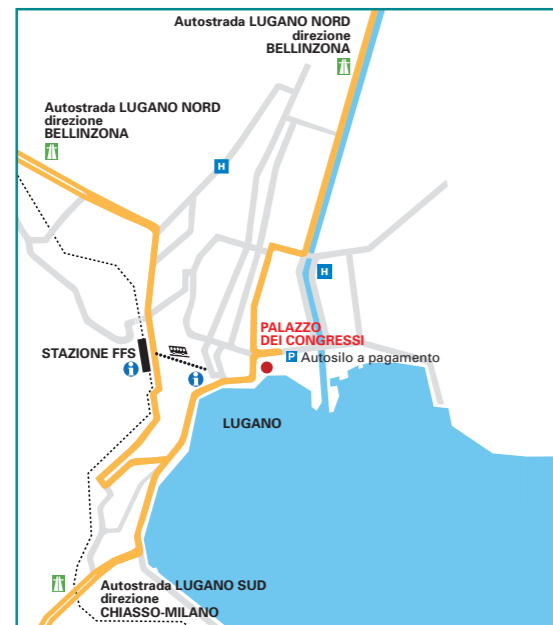 Autostrada LUGANO NORD
direzione
BELLINZONA
Autostrada LUGANO NORD
direzione
BELLINZONA
H
H
PALAZZO
DEI CONGRESSI
STAZIONE FFS
P Autosilo a pagamento
i
i
LUGANO
Autostrada LUGANO SUD
direzione
CHIASSO-MILANO